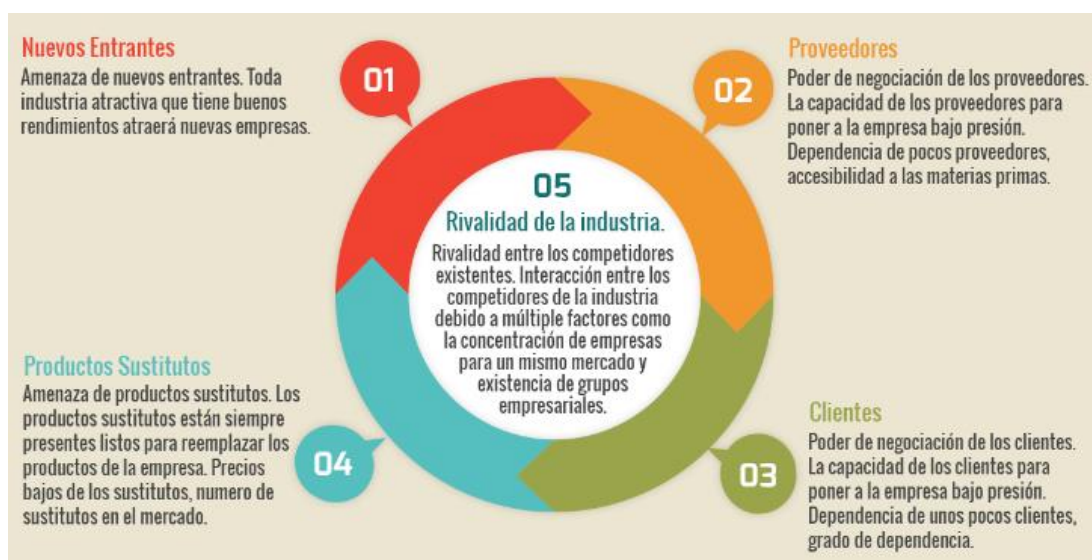 Nuevos Entrantes
Amenaza de nuevos entrantes. Toda
industria atractiva que tiene buenos
rendimientos atraerá nuevas empresas.
01
02
Proveedores
Poder de negociación de los proveedores.
La capacidad de los proveedores para
poner a la empresa bajo presión.
Dependencia de pocos proveedores,
accesibilidad a las materias primas.
05
Rivalidad de la industria.
Rivalidad entre los competidores
existentes. Interacción entre los
competidores de la industria
debido a múltiple factores como
la concentración de empresas
para un mismo mercado y
existencia de grupos
empresariales.
Productos Sustitutos
Amenaza de productos sustitutos. Los
productos sustitutos están siempre
presentes listos para reemplazar los
productos de la empresa. Precios
bajos de los sustitutos, numero de
sustitutos en el mercado.
04
03
Clientes
Poder de negociación de los clientes.
La capacidad de los clientes para
poner a la empresa bajo presión.
Dependencia de unos pocos clientes,
grado de dependencia.